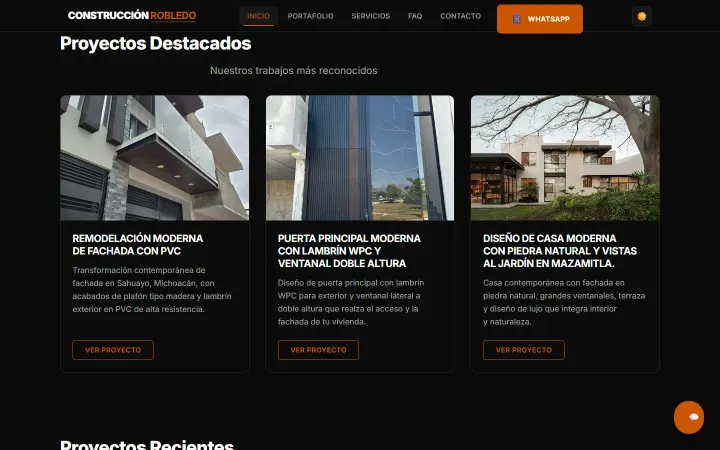 CONSTRUCCIÓN ROBLEDO
INICIO
PORTAFOLIO
SERVICIOS
FAQ
CONTACTO
WHATSAPP
Proyectos Destacados
Nuestros trabajos más reconocidos
REMODELACIÓN MODERNA
DE FACHADA CON PVC
Transformación contemporánea de
fachada en Sahuayo, Michoacán, con
acabados de plafón tipo madera y lambrín
exterior en PVC de alta resistencia.
VER PROYECTO
PUERTA PRINCIPAL MODERNA
CON LAMBRÍN WPC Y
VENTANAL DOBLE ALTURA
Diseño de puerta principal con lambrín
WPC para exterior y ventanal lateral a
doble altura que realza el acceso y la
fachada de tu vivienda.
VER PROYECTO
DISEÑO DE CASA MODERNA
CON PIEDRA NATURAL Y VISTAS
AL JARDÍN EN MAZAMITLA.
Casa contemporánea con fachada en
piedra natural, grandes ventanales, terraza
y diseño de lujo que integra interior
y naturaleza.
VER PROYECTO
Proyectos Recientes